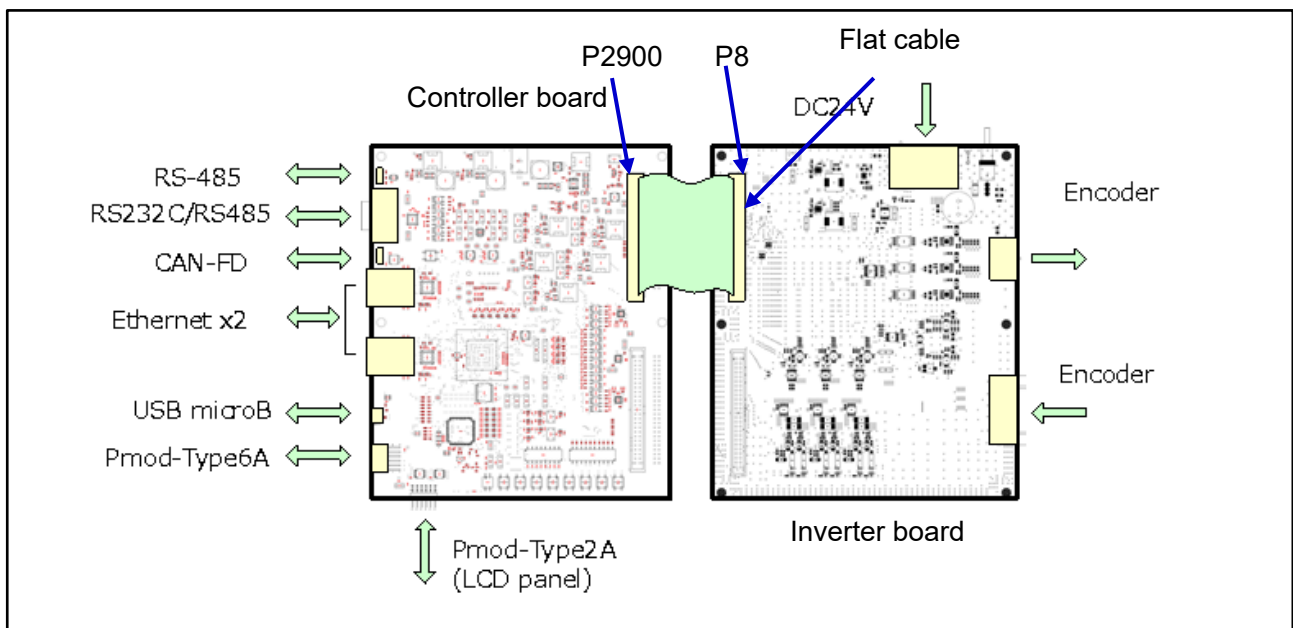 Flat cable
P2900
P8
Controller board
DC24V
RS-485
RS232C/RS485
CAN-FD
Ethernet x2
USB microB
Pmod-Type6A
Encoder
Encoder
Inverter board
Pmod-Type2A
(LCD panel)